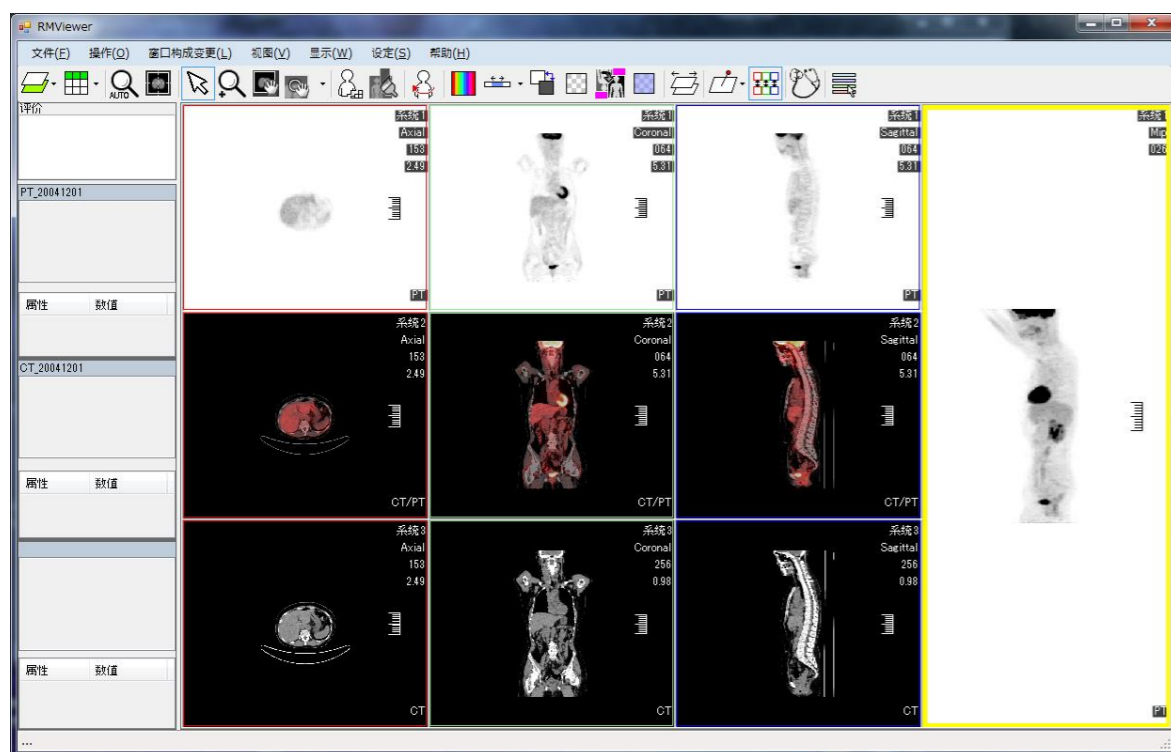 RMViewer
文件(F) 操作(O) 窗口构成变更(L) 视图(V) 显示(W) 设定(S) 帮助(H)
AUTO
评价
PT_20041201
属性 数值
CT_20041201
属性 数值
属性 数值
系统1
Axial
153
2.49
PT
系统1
Coronal
064
5.31
PT
系统1
Sagittal
064
5.31
PT
系统1
Mip
026
PT
系统2
Axial
153
2.49
CT/PT
系统2
Coronal
064
5.31
CT/PT
系统2
Sagittal
064
5.31
CT/PT
系统3
Axial
153
2.49
CT
系统3
Coronal
256
0.98
CT
系统3
Sagittal
256
0.98
CT
...